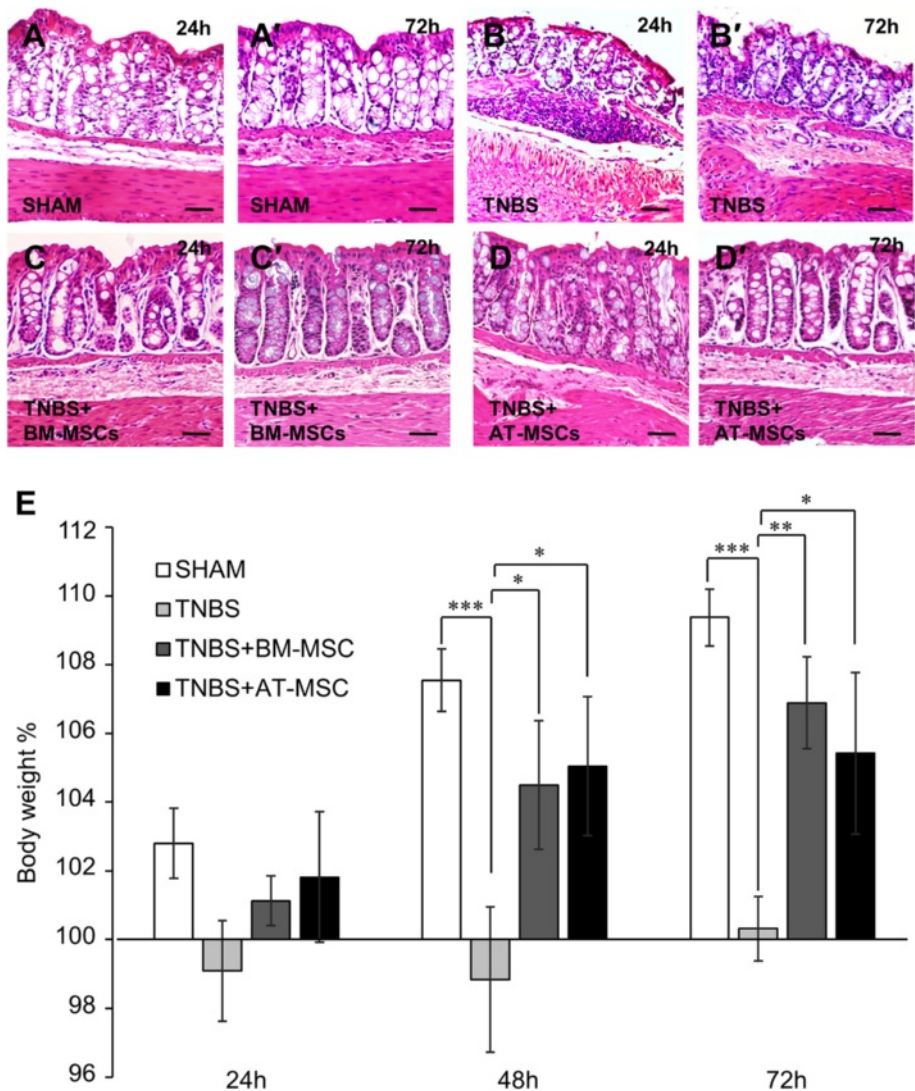 A 24h
A′ 72h
B 24h
B′ 72h
SHAM
SHAM
TNBS
TNBS
C 24h
C′ 72h
D 24h
D′ 72h
TNBS+
BM-MSCs
TNBS+
BM-MSCs
TNBS+
AT-MSCs
TNBS+
AT-MSCs
E
112
110
108
106
104
102
100
98
96
Body weight %
SHAM
TNBS
TNBS+BM-MSC
TNBS+AT-MSC
***
*
*
***
**
*
24h
48h
72h